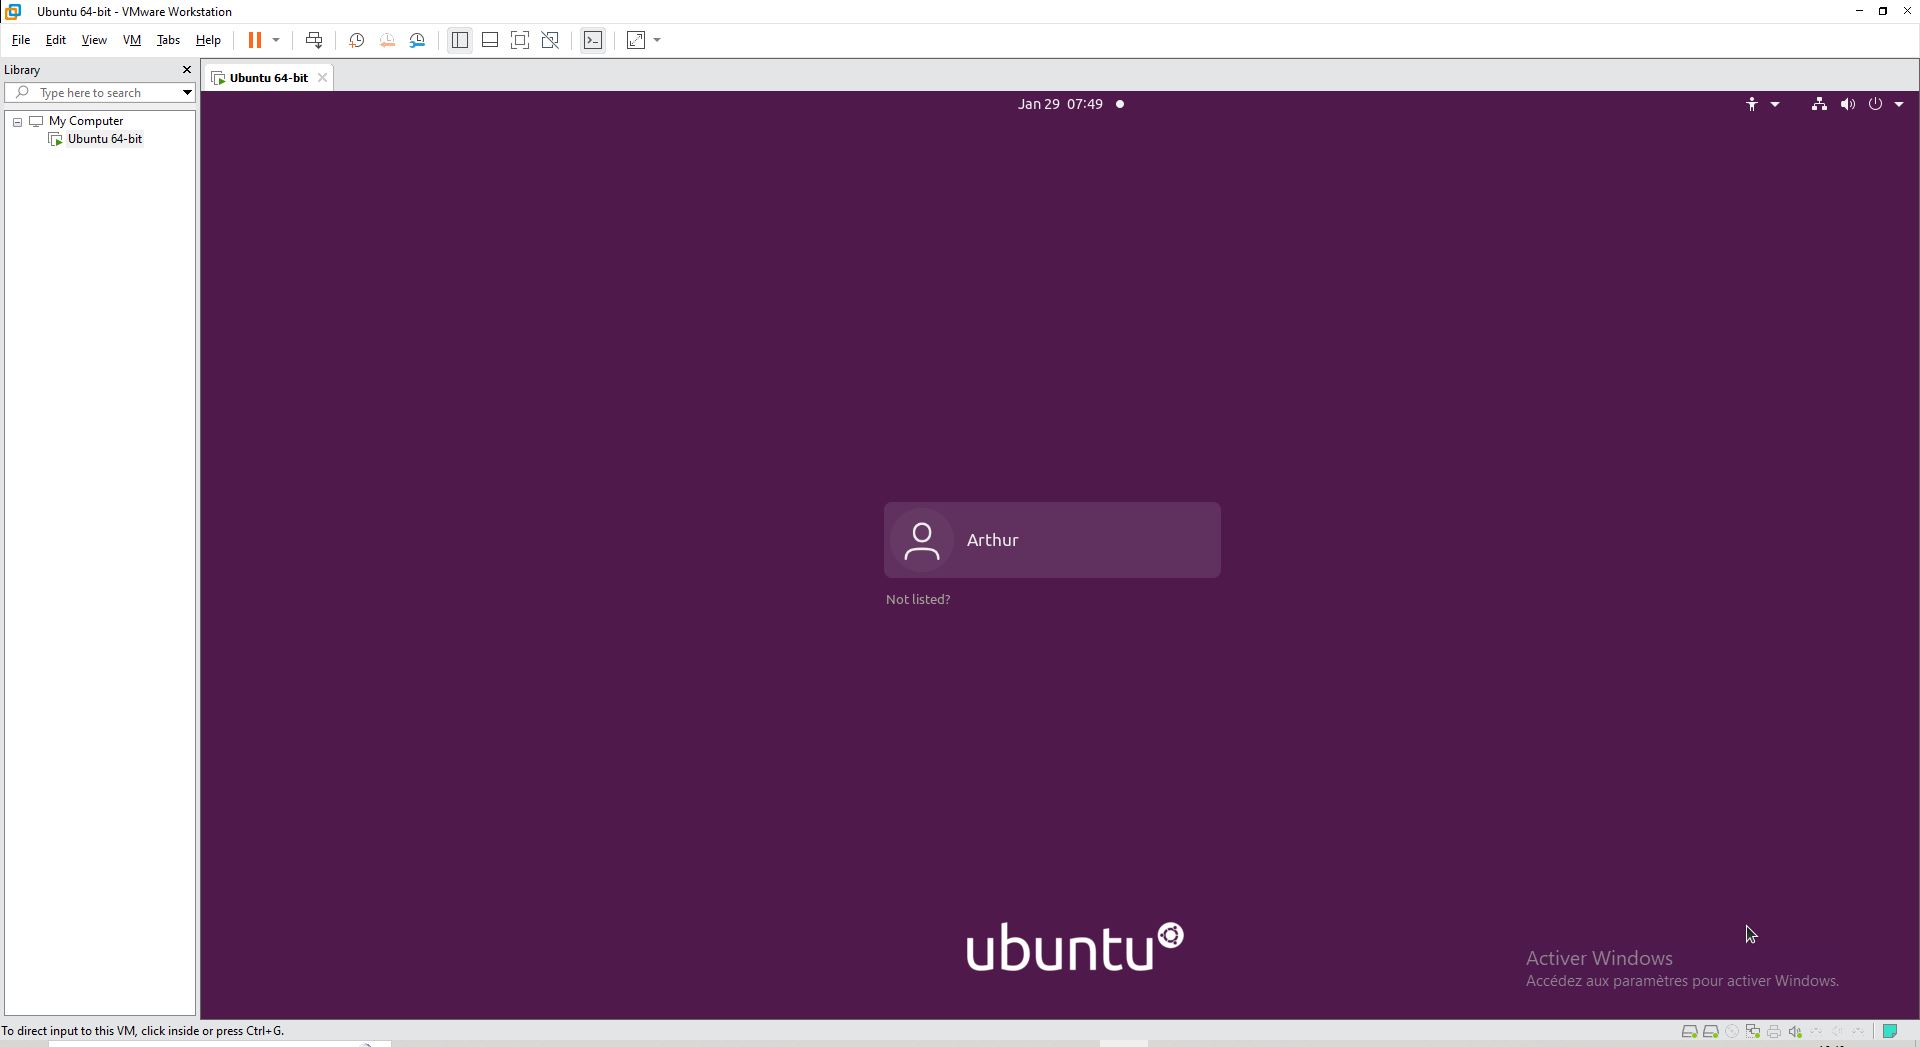 Ubuntu 64-bit - VMware Workstation
File Edit View VM Tabs Help
Library
Type here to search
My Computer
Ubuntu 64-bit
Ubuntu 64-bit
Jan 29 07:49
Arthur
Not listed?
ubuntu
Activer Windows
Accédez aux paramètres pour activer Windows.
To direct input to this VM, click inside or press Ctrl+G.